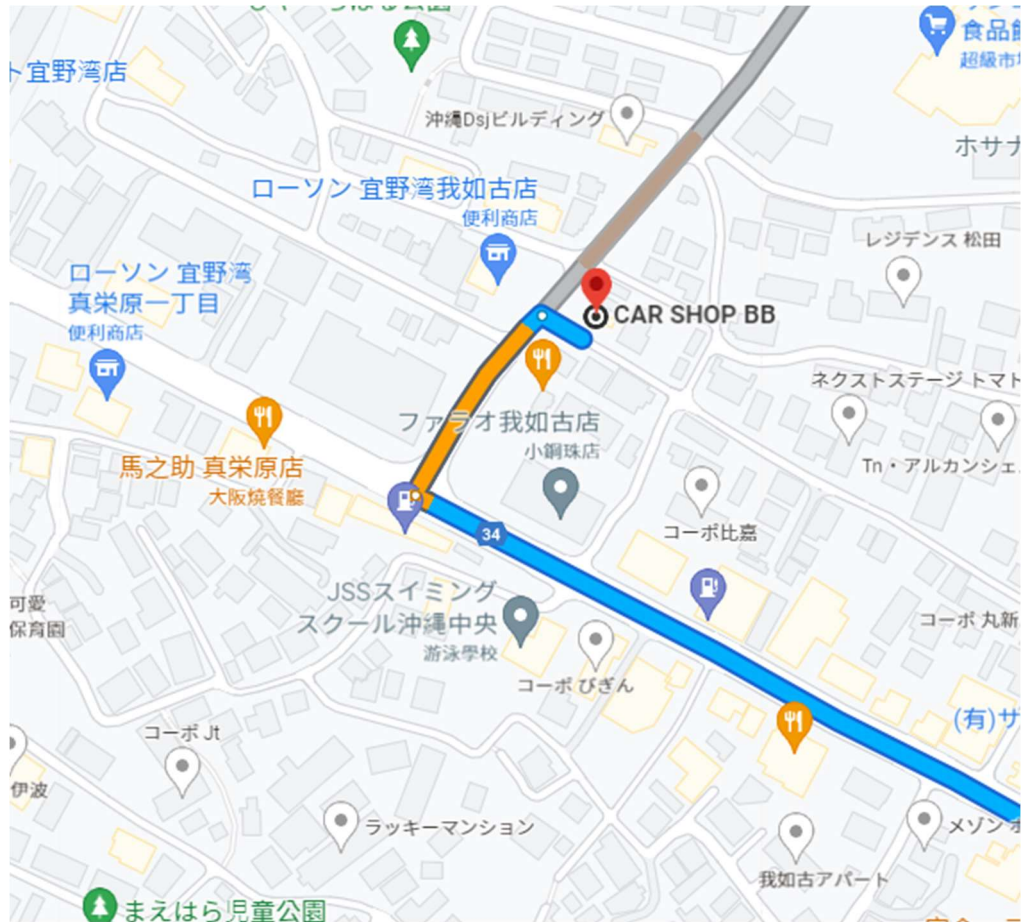 ト宜野湾店
食品館
超級市場
沖縄Dsjビルディング
ホサナ
ローソン 宜野湾我如古店
便利商店
レジデンス 松田
ローソン 宜野湾
真栄原一丁目
便利商店
CAR SHOP BB
ネクストステージ トマト
ファラオ我如古店
小鋼珠店
馬之助 真栄原店
大阪燒餐廳
Tn・アルカンシェ
34
コーポ比嘉
JSSスイミング
スクール沖縄中央
游泳學校
可愛
保育園
コーポ 丸新
コーポ びぎん
(有)サ
コーポ Jt
伊波
ラッキーマンション
メゾン
我如古アパート
まえはら児童公園